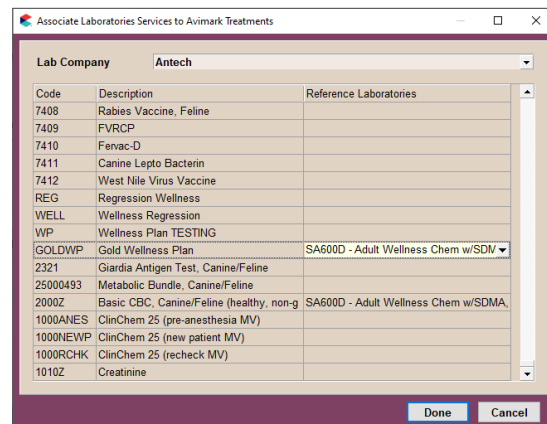 Associate Laboratories Services to Avimark Treatments
Lab Company Antech
Code Description Reference Laboratories
7408 Rabies Vaccine, Feline
7409 FVRCP
7410 Fervac-D
7411 Canine Lepto Bacterin
7412 West Nile Virus Vaccine
REG Regression Wellness
WELL Wellness Regression
WP Wellness Plan TESTING
GOLDWP Gold Wellness Plan SA600D - Adult Wellness Chem w/SDM
2321 Giardia Antigen Test, Canine/Feline
25000493 Metabolic Bundle, Canine/Feline
2000Z Basic CBC, Canine/Feline (healthy, non-g SA600D - Adult Wellness Chem w/SDMA,
1000ANES ClinChem 25 (pre-anesthesia MV)
1000NEWP ClinChem 25 (new patient MV)
1000RCHK ClinChem 25 (recheck MV)
1010Z Creatinine
Done Cancel